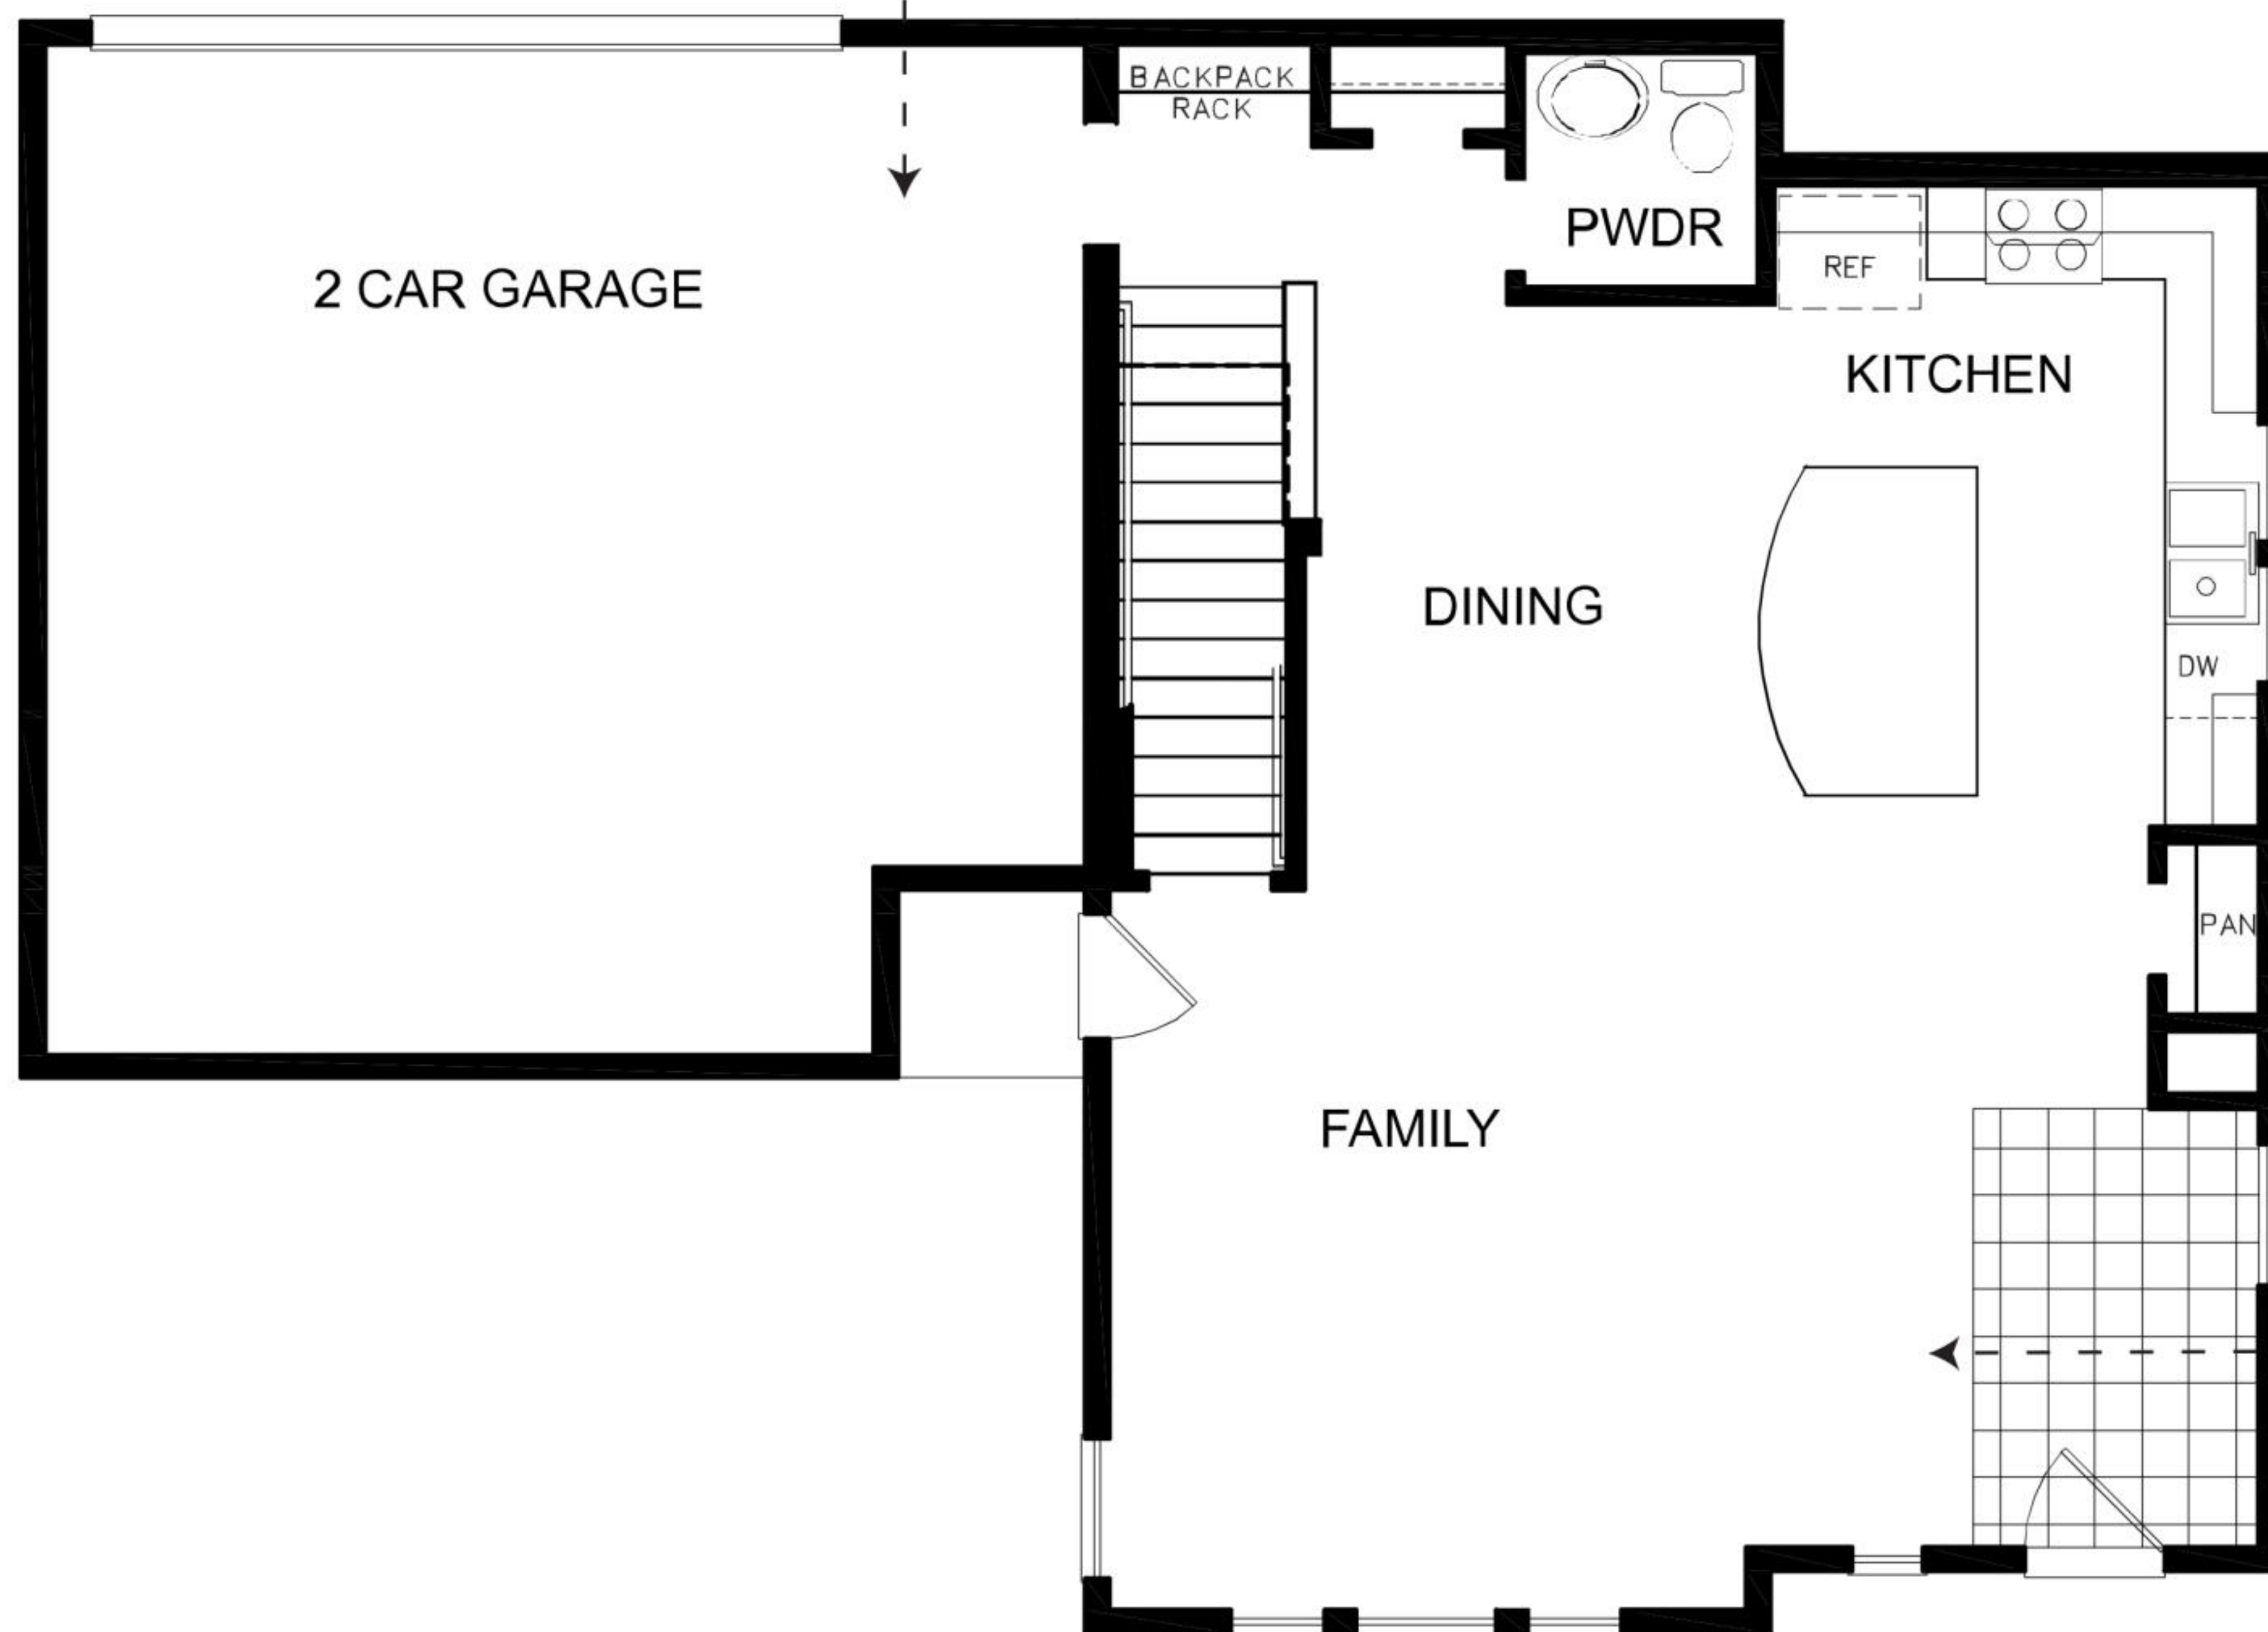 BACKPACK
RACK
PWDR
REF
2 CAR GARAGE
KITCHEN
DINING
DW
PAN
FAMILY